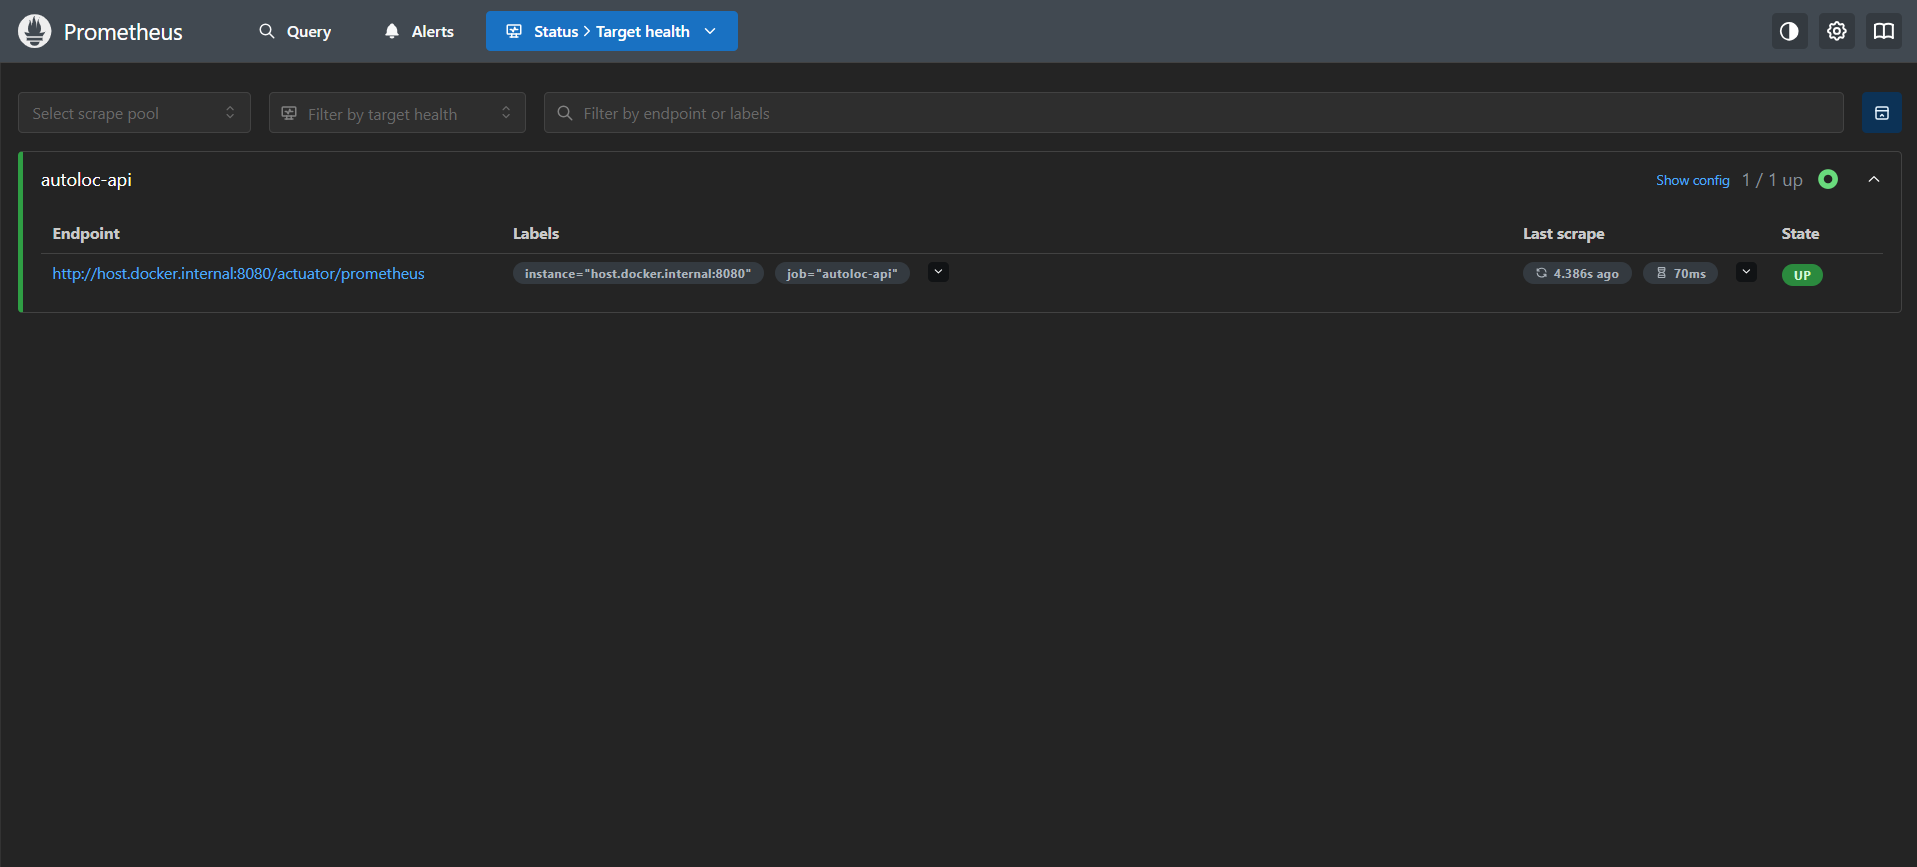 Prometheus Query Alerts Status > Target health
Select scrape pool Filter by target health Filter by endpoint or labels
autoloc-api Show config 1 / 1 up
Endpoint Labels Last scrape State
http://host.docker.internal:8080/actuator/prometheus instance="host.docker.internal:8080" job="autoloc-api" 4.386s ago 70ms UP